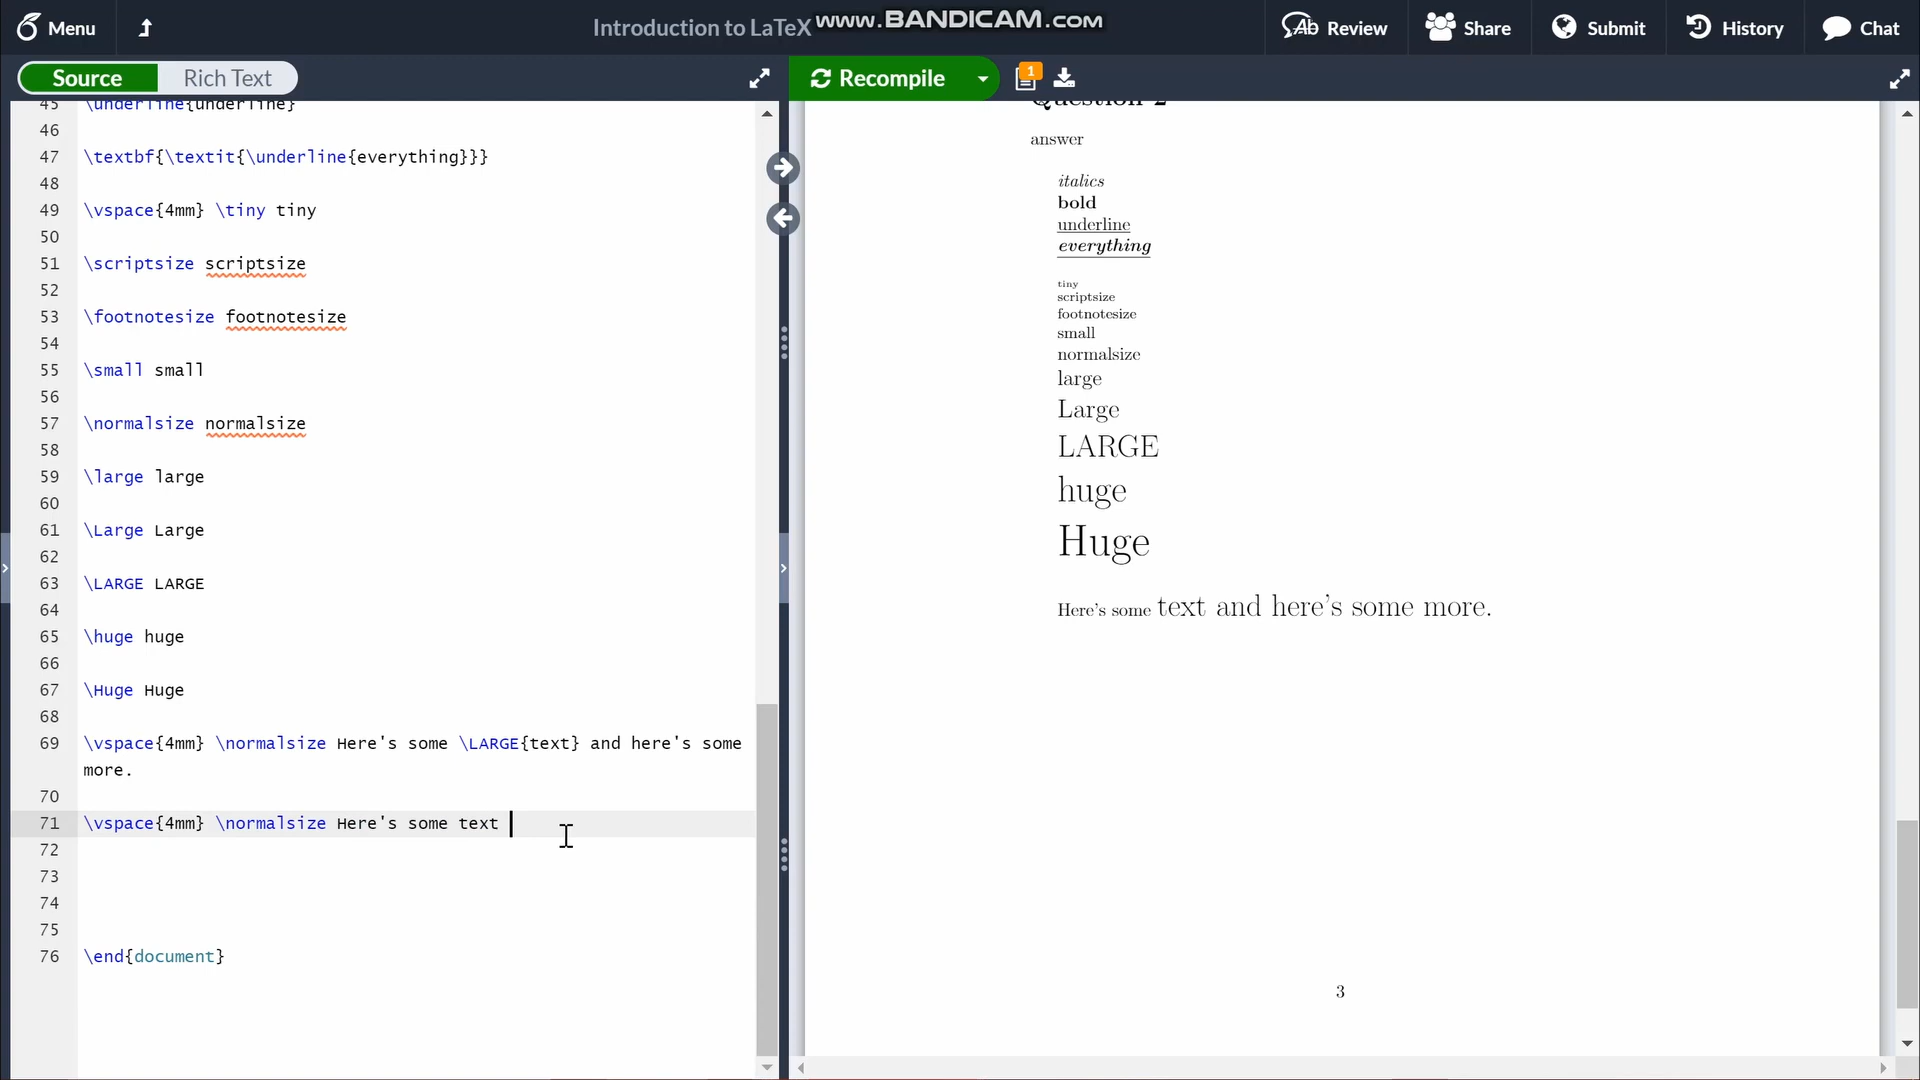 Menu
Introduction to LaTeX
www.BANDICAM.com
Review
Share
Submit
History
Chat
Source
Rich Text
Recompile
1
45 \underline{underline}
46
47 \textbf{\textit{\underline{everything}}}
48
49 \vspace{4mm} \tiny tiny
50
51 \scriptsize scriptsize
52
53 \footnotesize footnotesize
54
55 \small small
56
57 \normalsize normalsize
58
59 \large large
60
61 \Large Large
62
63 \LARGE LARGE
64
65 \huge huge
66
67 \Huge Huge
68
69 \vspace{4mm} \normalsize Here's some \LARGE{text} and here's some
more.
70
71 \vspace{4mm} \normalsize Here's some text
72
73
74
75
76 \end{document}
Question 2
answer
italics
bold
underline
everything
tiny
scriptsize
footnotesize
small
normalsize
large
Large
LARGE
huge
Huge
Here’s some text and here’s some more.
3